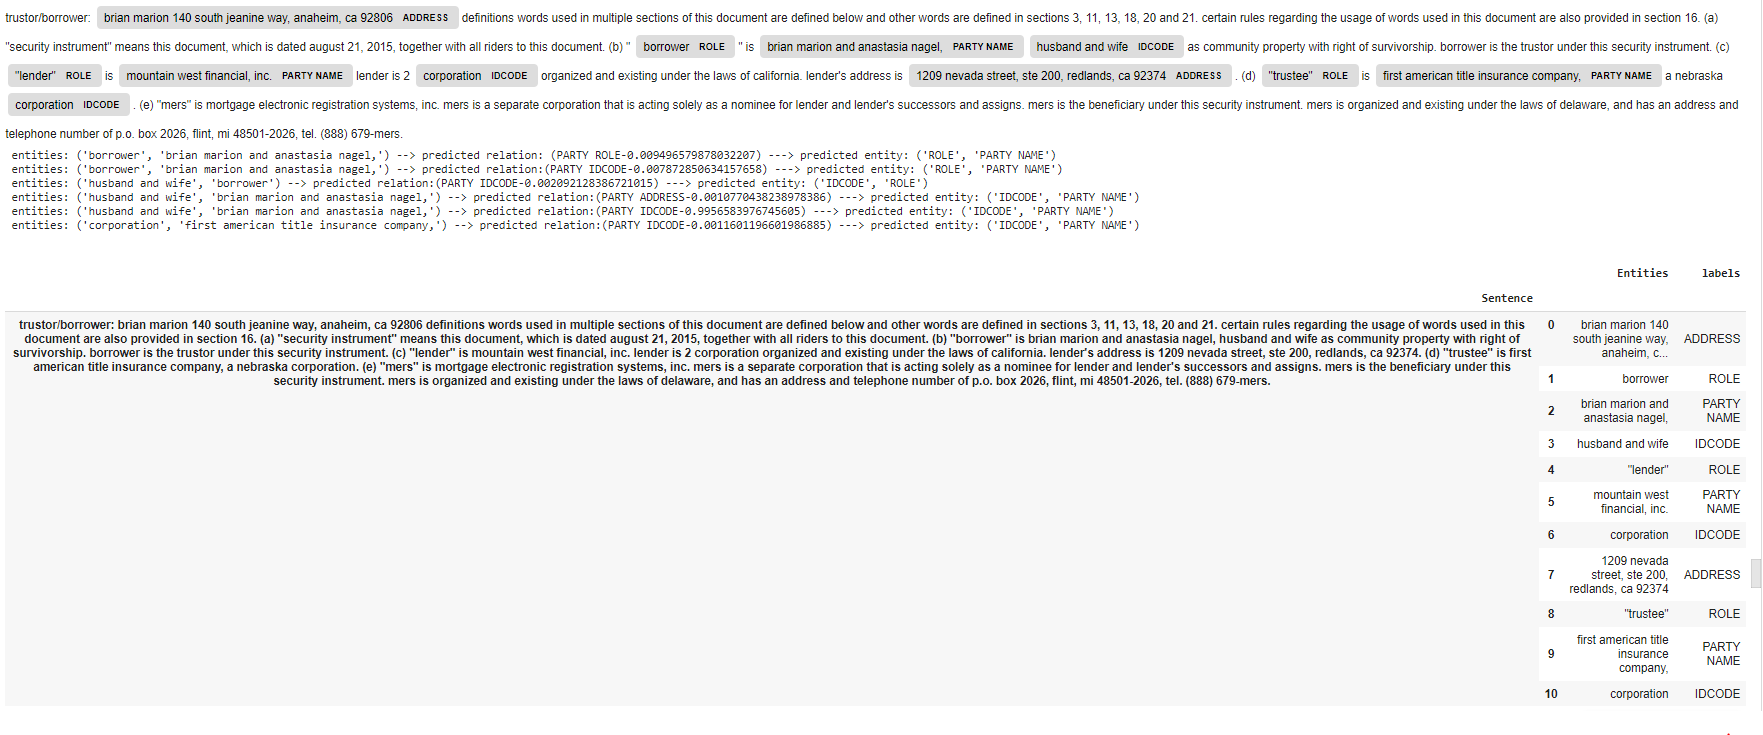 trustor/borrower: brian marion 140 south jeanine way, anaheim, ca 92806 ADDRESS definitions words used in multiple sections of this document are defined below and other words are defined in sections 3, 11, 13, 18, 20 and 21. certain rules regarding the usage of words used in this document are also provided in section 16. (a)
"security instrument" means this document, which is dated august 21, 2015, together with all riders to this document. (b) " borrower ROLE " is brian marion and anastasia nagel, PARTY NAME husband and wife IDCODE as community property with right of survivorship. borrower is the trustor under this security instrument. (c)
"lender" ROLE is mountain west financial, inc. PARTY NAME lender is 2 corporation IDCODE organized and existing under the laws of california. lender's address is 1209 nevada street, ste 200, redlands, ca 92374 ADDRESS . (d) "trustee" ROLE is first american title insurance company, PARTY NAME a nebraska
corporation IDCODE . (e) "mers" is mortgage electronic registration systems, inc. mers is a separate corporation that is acting solely as a nominee for lender and lender's successors and assigns. mers is the beneficiary under this security instrument. mers is organized and existing under the laws of delaware, and has an address and
telephone number of p.o. box 2026, flint, mi 48501-2026, tel. (888) 679-mers.
entities: ('borrower', 'brian marion and anastasia nagel,') --> predicted relation: (PARTY ROLE-0.009496579878032207) ---> predicted entity: ('ROLE', 'PARTY NAME')
entities: ('borrower', 'brian marion and anastasia nagel,') --> predicted relation:(PARTY IDCODE-0.007872850634157658) ---> predicted entity: ('ROLE', 'PARTY NAME')
entities: ('husband and wife', 'borrower') --> predicted relation:(PARTY IDCODE-0.002092128386721015) ---> predicted entity: ('IDCODE', 'ROLE')
entities: ('husband and wife', 'brian marion and anastasia nagel,') --> predicted relation:(PARTY ADDRESS-0.0010770438238978386) ---> predicted entity: ('IDCODE', 'PARTY NAME')
entities: ('husband and wife', 'brian marion and anastasia nagel,') --> predicted relation:(PARTY IDCODE-0.9956583976745605) ---> predicted entity: ('IDCODE', 'PARTY NAME')
entities: ('corporation', 'first american title insurance company,') --> predicted relation:(PARTY IDCODE-0.0011601196601986885) ---> predicted entity: ('IDCODE', 'PARTY NAME')
Entities labels
Sentence
trustor/borrower: brian marion 140 south jeanine way, anaheim, ca 92806 definitions words used in multiple sections of this document are defined below and other words are defined in sections 3, 11, 13, 18, 20 and 21. certain rules regarding the usage of words used in this
document are also provided in section 16. (a) "security instrument" means this document, which is dated august 21, 2015, together with all riders to this document. (b) "borrower" is brian marion and anastasia nagel, husband and wife as community property with right of
survivorship. borrower is the trustor under this security instrument. (c) "lender" is mountain west financial, inc. lender is 2 corporation organized and existing under the laws of california. lender's address is 1209 nevada street, ste 200, redlands, ca 92374. (d) "trustee" is first
american title insurance company, a nebraska corporation. (e) "mers" is mortgage electronic registration systems, inc. mers is a separate corporation that is acting solely as a nominee for lender and lender's successors and assigns. mers is the beneficiary under this
security instrument. mers is organized and existing under the laws of delaware, and has an address and telephone number of p.o. box 2026, flint, mi 48501-2026, tel. (888) 679-mers.
0 brian marion 140
south jeanine way, ADDRESS
anaheim, c...
1 borrower ROLE
2 brian marion and PARTY
anastasia nagel, NAME
3 husband and wife IDCODE
4 "lender" ROLE
5 mountain west PARTY
financial, inc. NAME
6 corporation IDCODE
1209 nevada
7 street, ste 200, ADDRESS
redlands, ca 92374
8 "trustee" ROLE
9 first american title PARTY
insurance NAME
company,
10 corporation IDCODE